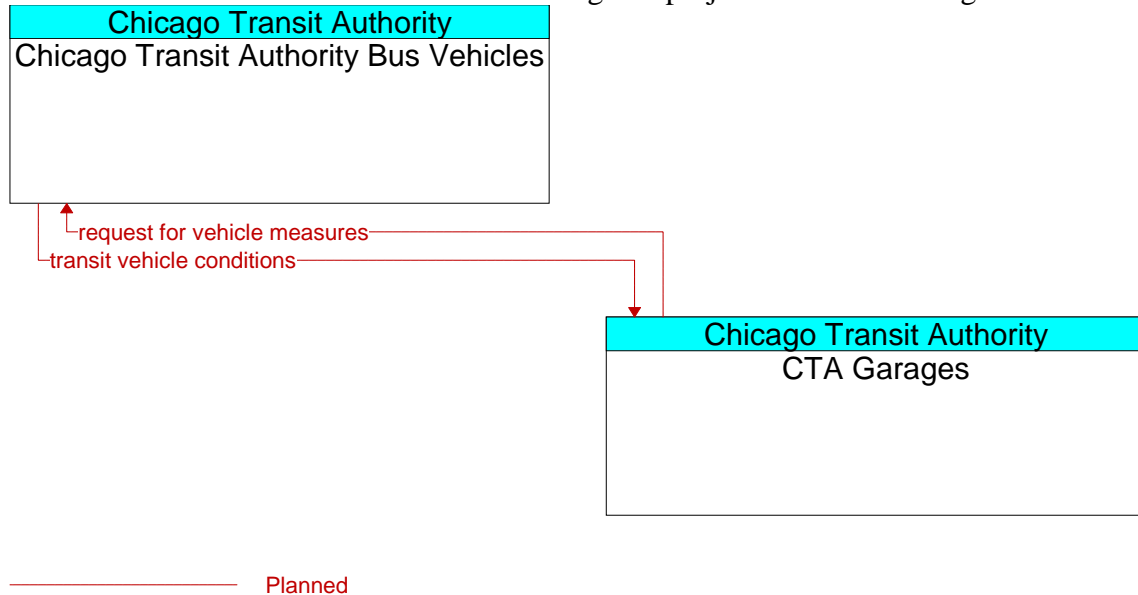 Chicago Transit Authority
Chicago Transit Authority Bus Vehicles
request for vehicle measures
transit vehicle conditions
Chicago Transit Authority
CTA Garages
Planned